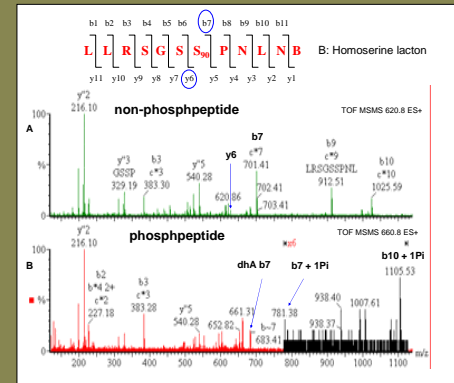 b1 b2 b3 b4 b5 b6 b7 b8 b9 b10 b11
L L R S G S S90 P N L N B
B: Homoserine lacton
y11 y10 y9 y8 y7 y6 y5 y4 y3 y2 y1
non-phosphpeptide
TOF MSMS 620.8 ES+
100
A
%
y"2
216.10
y"3
GSSP
329.19
b3
c*3
383.30
y"5
540.28
y6
620.86
b7
c*7
701.41
702.41
703.41
b9
c*9
LRSGSSPNL
912.51
b10
c*10
1025.59
phosphpeptide
TOF MSMS 660.8 ES+
100
B
%
0
y"2
216.10
b2
b*4 2+
c*2
227.18
b3
c*3
383.28
y"5
540.28
652.82
661.31
dhA b7
b~7
683.41
b7 + 1Pi
781.38
x6
938.40
938.37
1007.61
b10 + 1Pi
1105.53
200 300 400 500 600 700 800 900 1000 1100 m/z